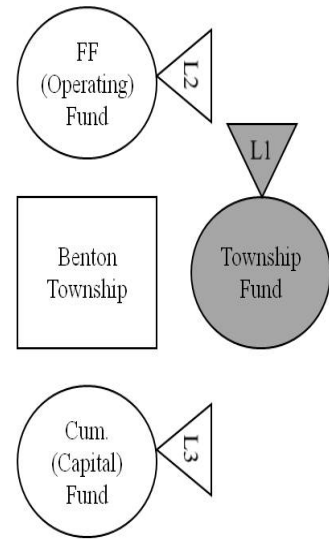 FF
(Operating)
Fund
L2
L1
Benton
Township
Township
Fund
Cum.
(Capital)
Fund
L3